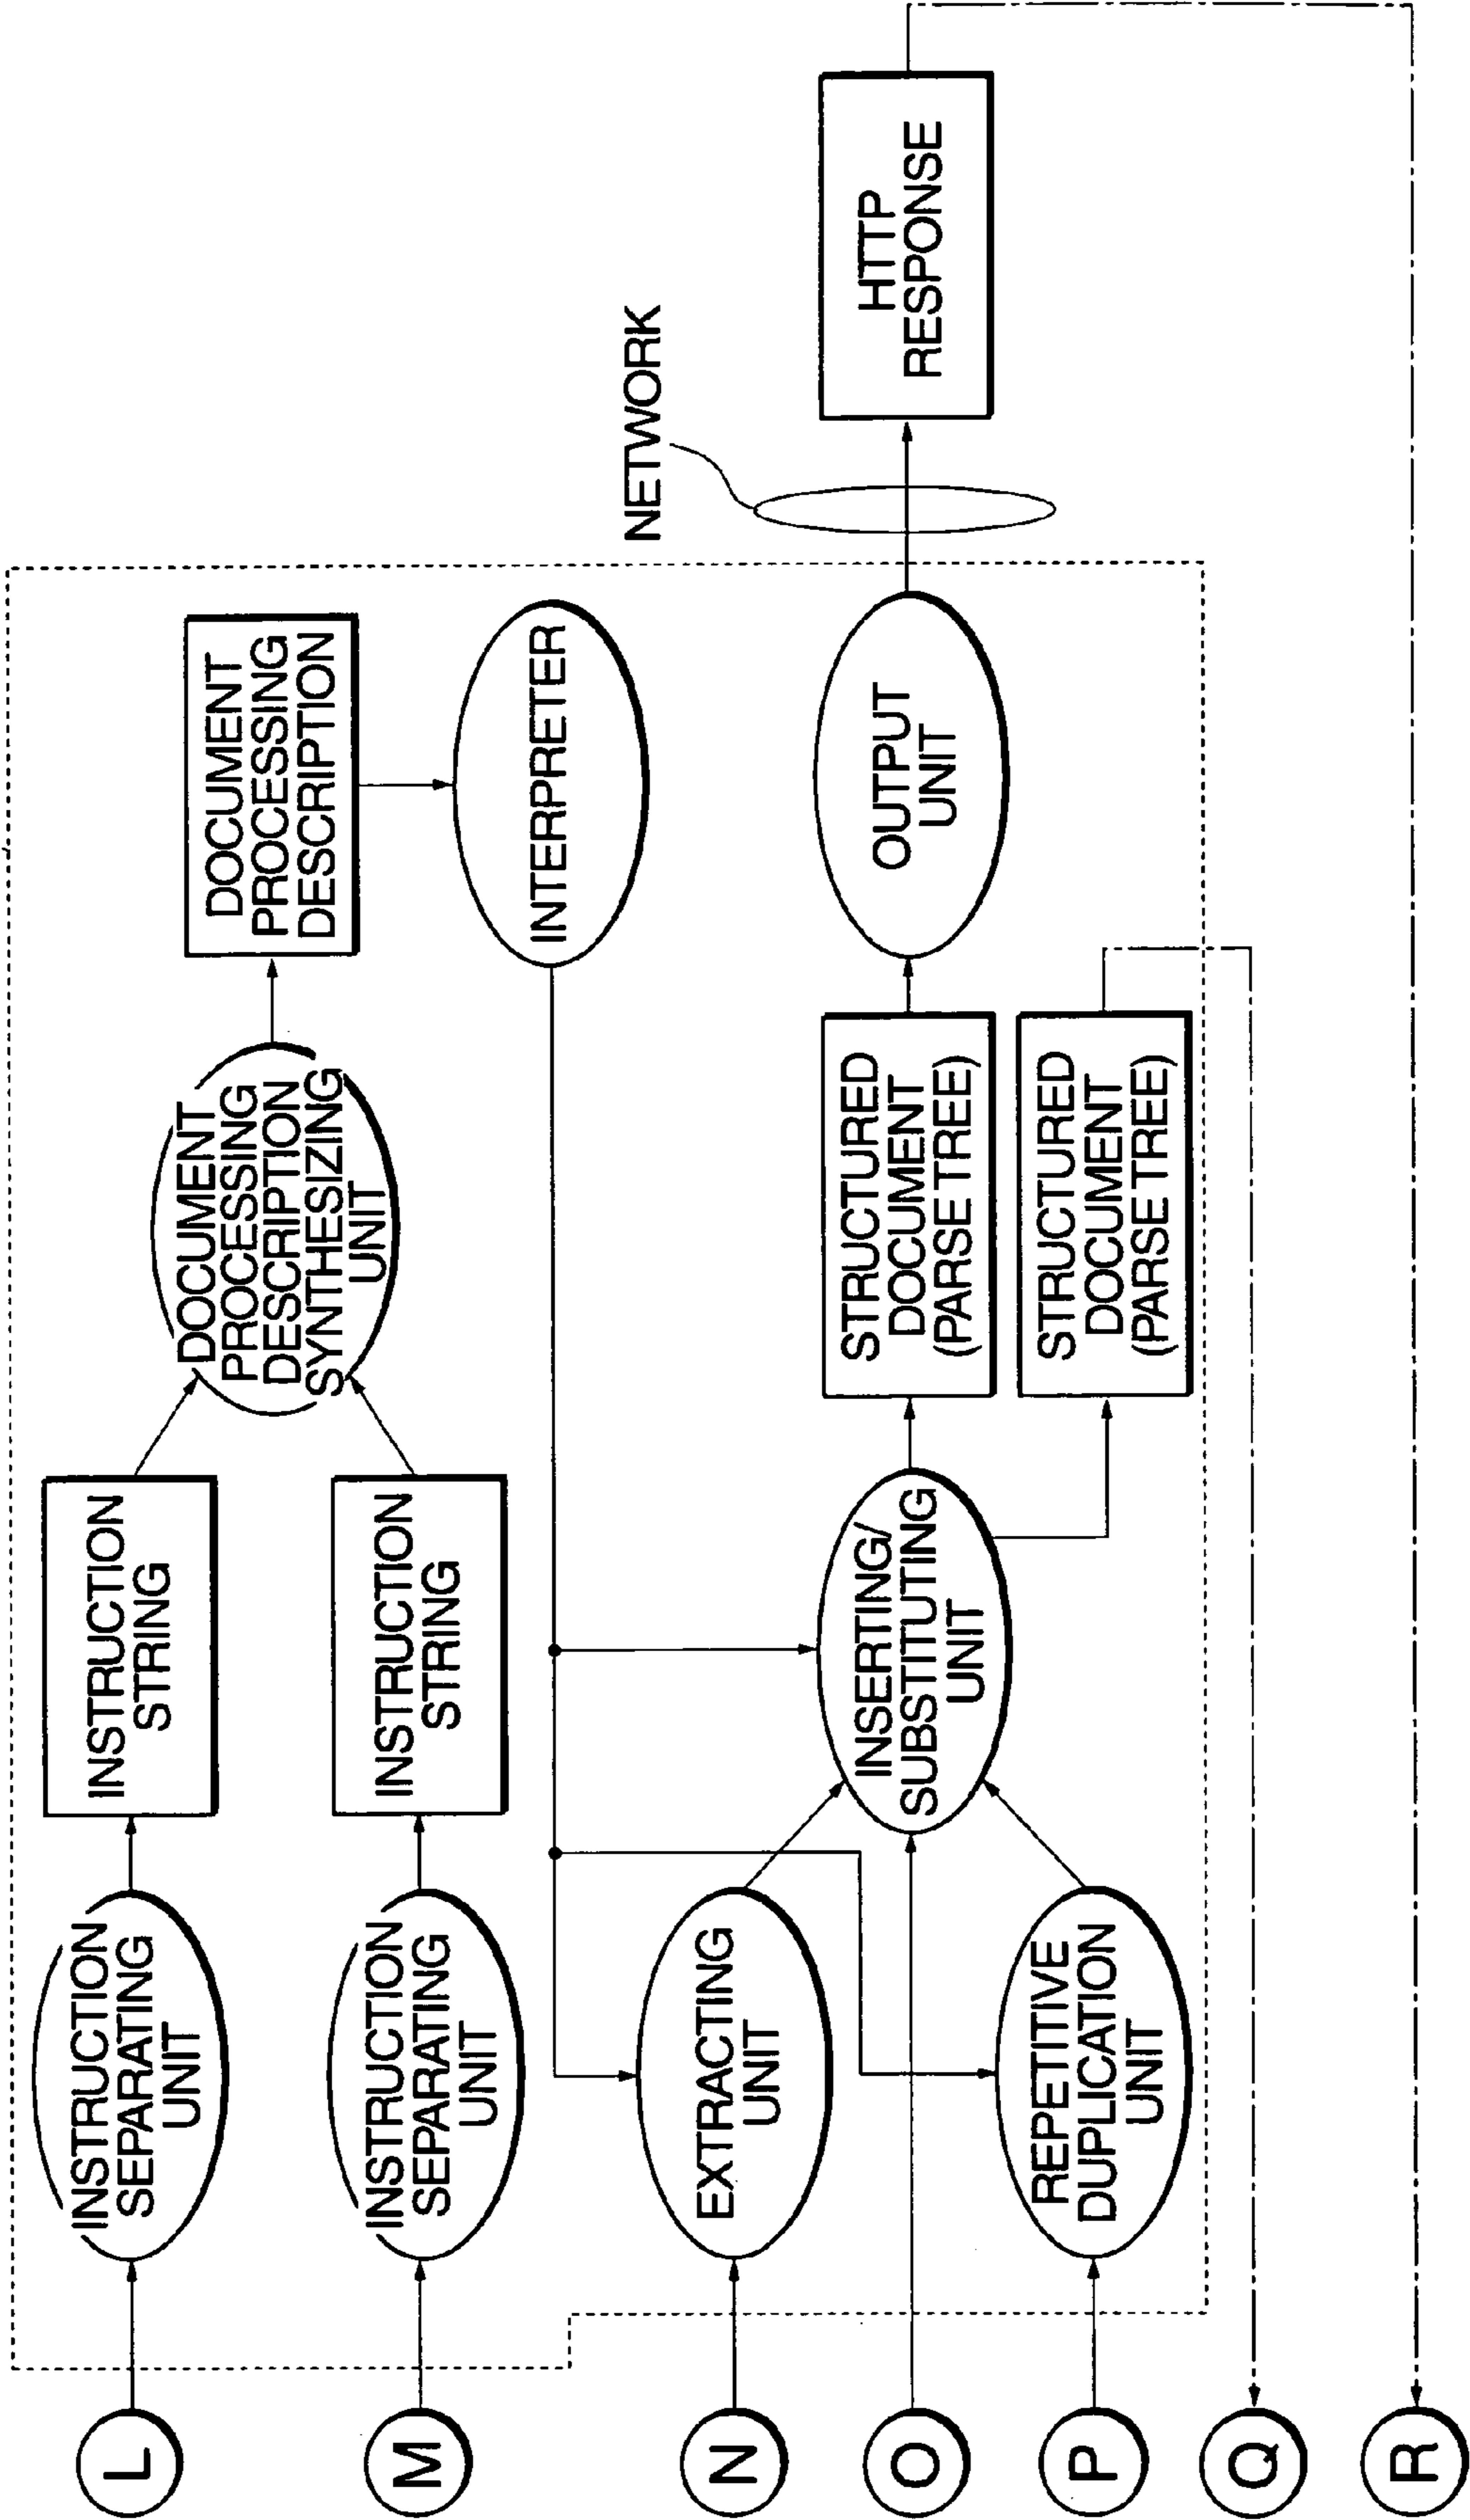 L
INSTRUCTION
SEPARATING
UNIT
INSTRUCTION
STRING
DOCUMENT
PROCESSING
DESCRIPTION
SYNTHESIZING
UNIT
DOCUMENT
PROCESSING
DESCRIPTION
M
INSTRUCTION
SEPARATING
UNIT
INSTRUCTION
STRING
INTERPRETER
NETWORK
N
EXTRACTING
UNIT
O
INSERTING/
SUBSTITUTING
UNIT
STRUCTURED
DOCUMENT
(PARSE TREE)
OUTPUT
UNIT
HTTP
RESPONSE
P
REPETITIVE
DUPLICATION
UNIT
STRUCTURED
DOCUMENT
(PARSE TREE)
Q
R